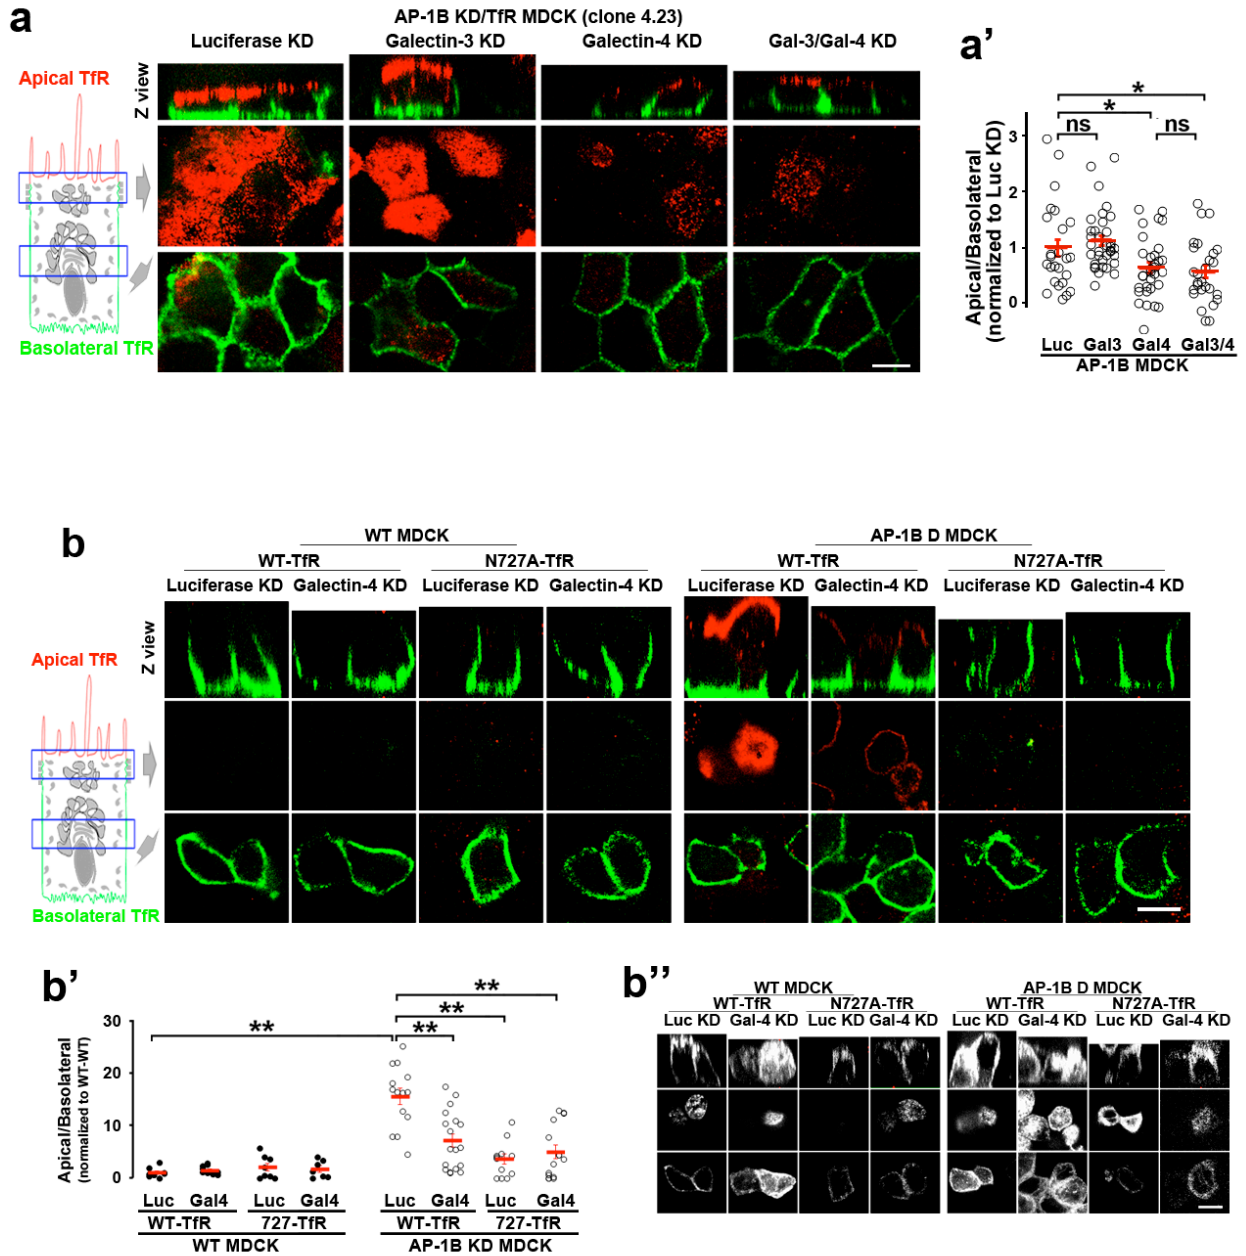 a
AP-1B KD/TfR MDCK (clone 4.23)
Luciferase KD Galectin-3 KD Galectin-4 KD Gal-3/Gal-4 KD
Apical TfR
Z view
Basolateral TfR
a’
* 
*
ns ns
Apical/Basolateral
(normalized to Luc KD)
3
2
1
0
Luc Gal3 Gal4 Gal3/4
AP-1B MDCK
b
WT MDCK AP-1B D MDCK
WT-TfR N727A-TfR WT-TfR N727A-TfR
Luciferase KD Galectin-4 KD Luciferase KD Galectin-4 KD Luciferase KD Galectin-4 KD Luciferase KD Galectin-4 KD
Apical TfR
Z view
Basolateral TfR
b’
**
**
** **
Apical/Basolateral
(normalized to WT-WT)
30
20
10
0
Luc Gal4 Luc Gal4 Luc Gal4 Luc Gal4
WT-TfR 727-TfR WT-TfR 727-TfR
WT MDCK AP-1B KD MDCK
b’’
WT MDCK AP-1B D MDCK
WT-TfR N727A-TfR WT-TfR N727A-TfR
Luc KD Gal-4 KD Luc KD Gal-4 KD Luc KD Gal-4 KD Luc KD Gal-4 KD